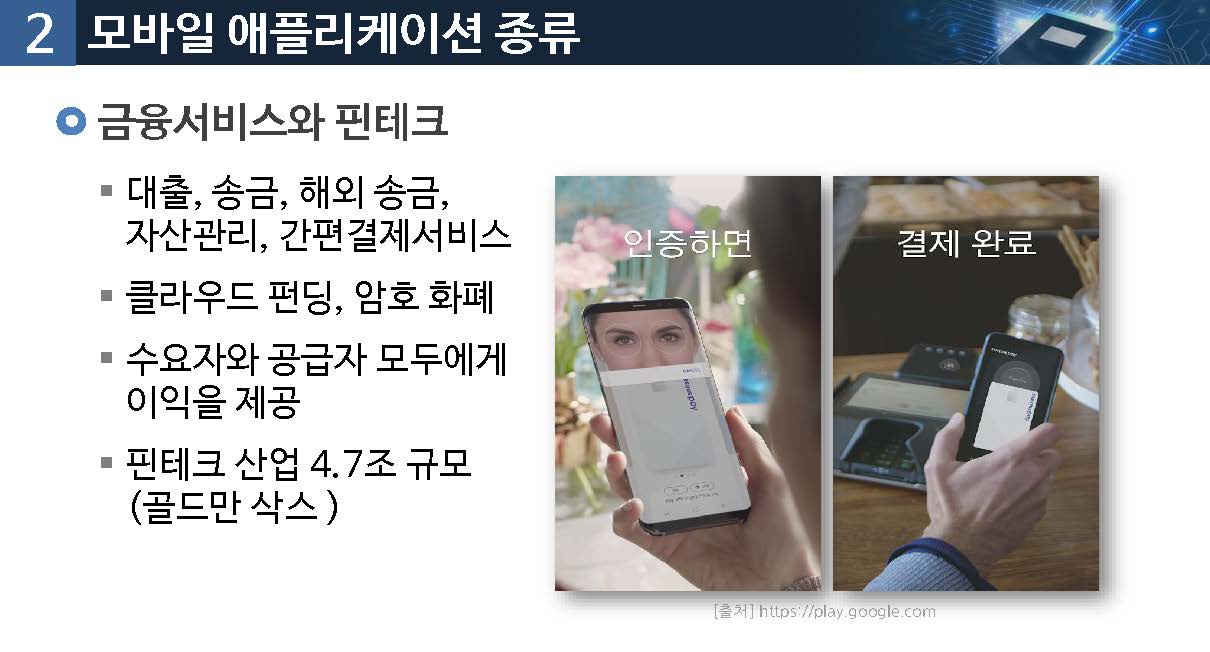 2 모바일 애플리케이션 종류
금융서비스와 핀테크
대출, 송금, 해외 송금,
자산관리, 간편결제서비스
클라우드 펀딩, 암호 화폐
수요자와 공급자 모두에게
이익을 제공
핀테크 산업 4.7조 규모
(골드만 삭스 )
인증하면
pay
결제 완료
pay
[출처] https://play.google.com